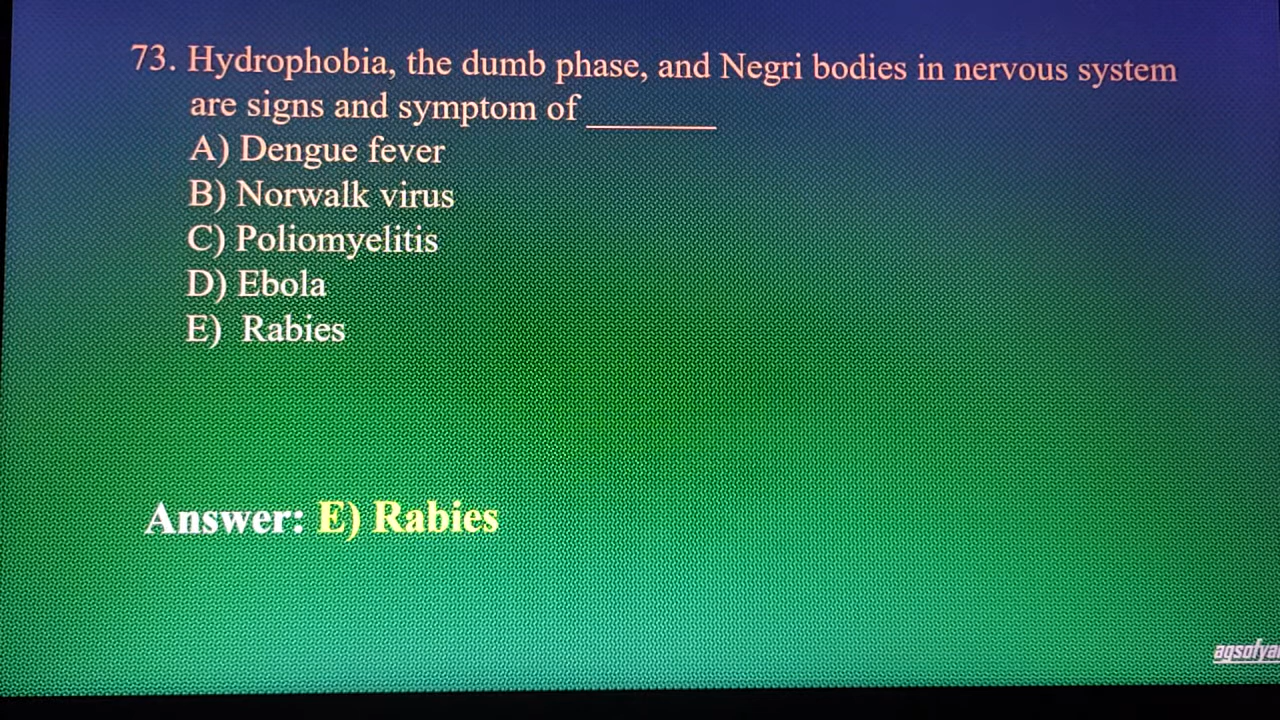 73. Hydrophobia, the dumb phase, and Negri bodies in nervous system
are signs and symptom of ________
A) Dengue fever
B) Norwalk virus
C) Poliomyelitis
D) Ebola
E) Rabies
Answer: E) Rabies